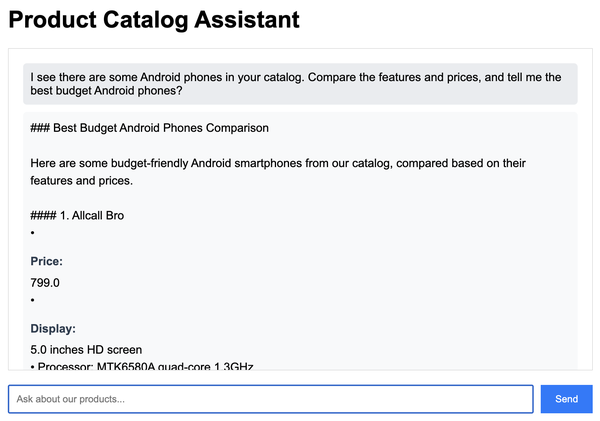 Product Catalog Assistant
I see there are some Android phones in your catalog. Compare the features and prices, and tell me the
best budget Android phones?
### Best Budget Android Phones Comparison
Here are some budget-friendly Android smartphones from our catalog, compared based on their
features and prices.
#### 1. Allcall Bro
•
Price:
799.0
•
Display:
5.0 inches HD screen
• Processor: MTK6580A quad-core 1.3GHz
Ask about our products...
Send